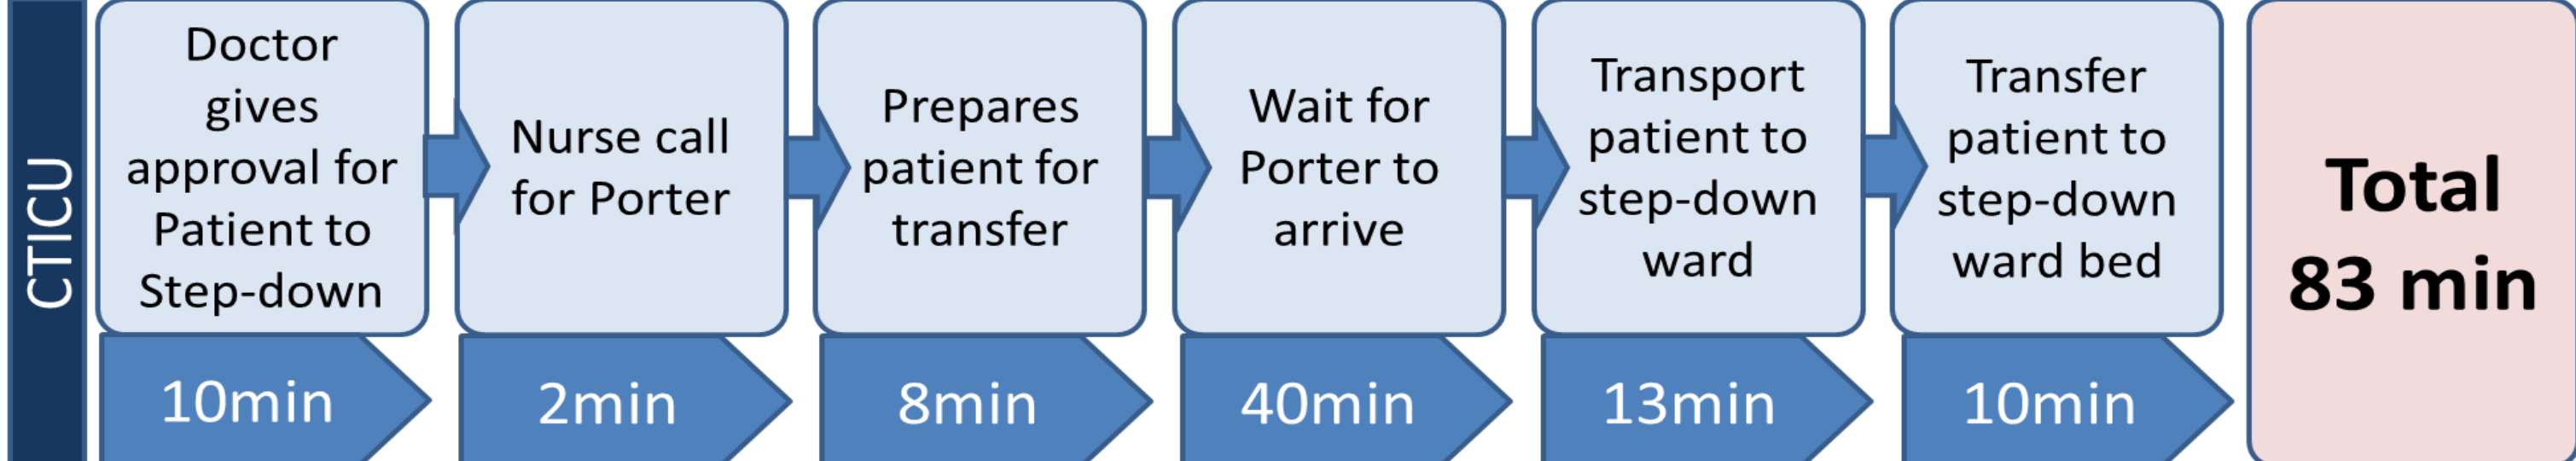 CTICU
Doctor
gives
approval for
Patient to
Step-down
Nurse call
for Porter
Prepares
patient for
transfer
Wait for
Porter to
arrive
Transport
patient to
step-down
ward
Transfer
patient to
step-down
ward bed
Total
83 min
10min
2min
8min
40min
13min
10min